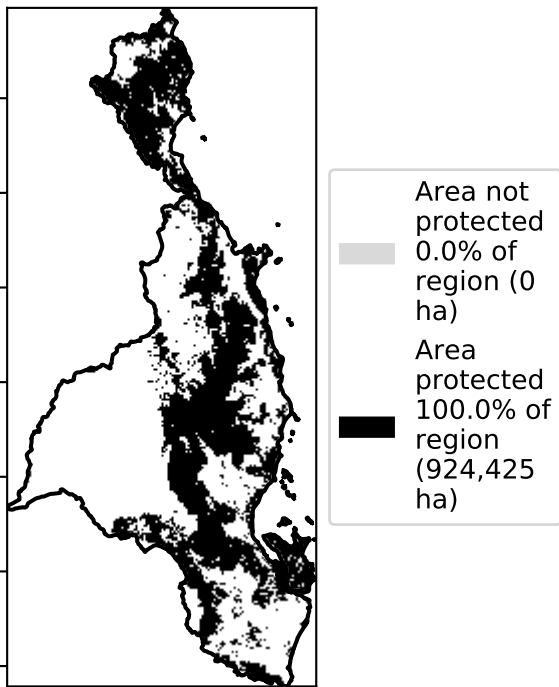 Area not
protected
0.0% of
region (0
ha)
Area
protected
100.0% of
region
(924,425
ha)